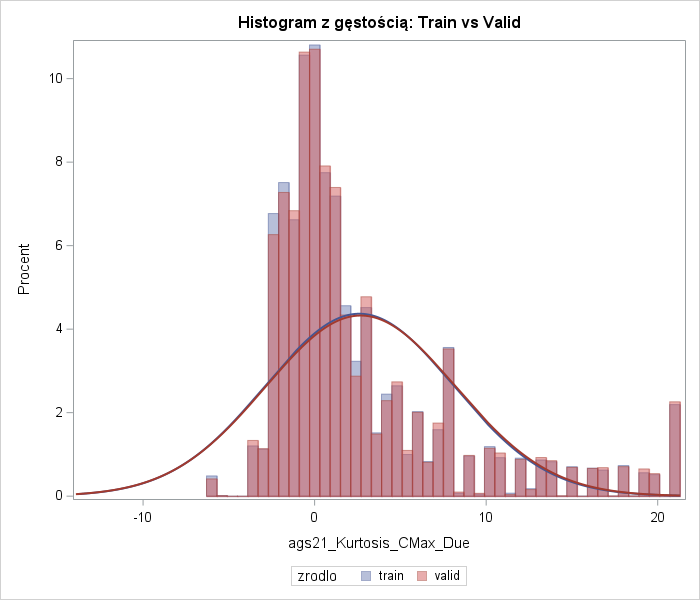 Histogram z gęstością: Train vs Valid
Procent
10
8
6
4
2
0
-10 0 10 20
ags21_Kurtosis_CMax_Due
zrodlo train valid